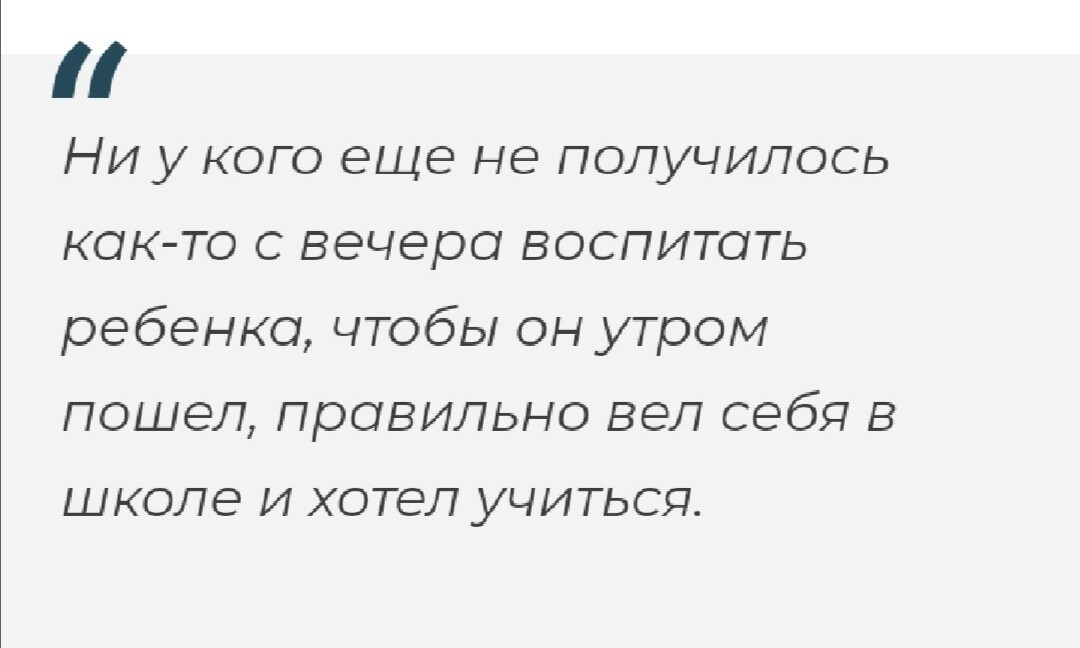 “
Ни у кого еще не получилось
как-то с вечера воспитать
ребенка, чтобы он утром
пошел, правильно вел себя в
школе и хотел учиться.